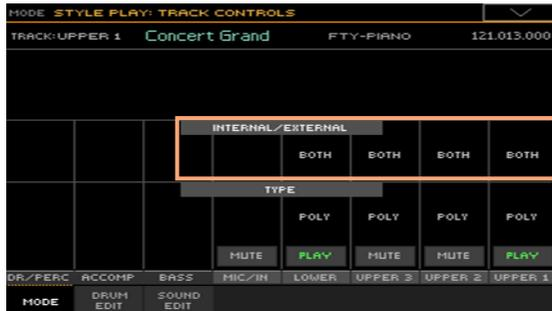 MODE STYLE PLAY: TRACK CONTROLS
TRACK:UPPER 1 Concert Grand FTY-PIANO 121.013.000
INTERNAL/EXTERNAL
BOTH BOTH BOTH BOTH
TYPE
POLY POLY POLY POLY
MUTE PLAY MUTE MUTE PLAY
DR/PERC ACCOMP BASS MIC/IN LOWER UPPER 3 UPPER 2 UPPER 1
MODE DRUM EDIT SOUND EDIT